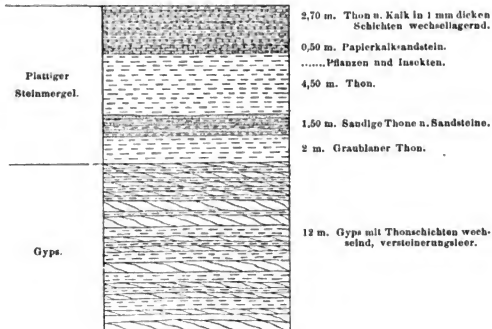 2,70 m. Thon u. Kalk in 1 mm dicken
Schichten wechsellagernd.
0,50 m. Papierkalksandstein.
.......Pflanzen und Insekten.
Plattiger
Steinmergel.
4,50 m. Thon.
1,50 m. Sandige Thone u. Sandsteine.
2 m. Graublauer Thon.
Gyps.
12 m. Gyps mit Thonschichten wech-
selnd, versteinerungsleer.